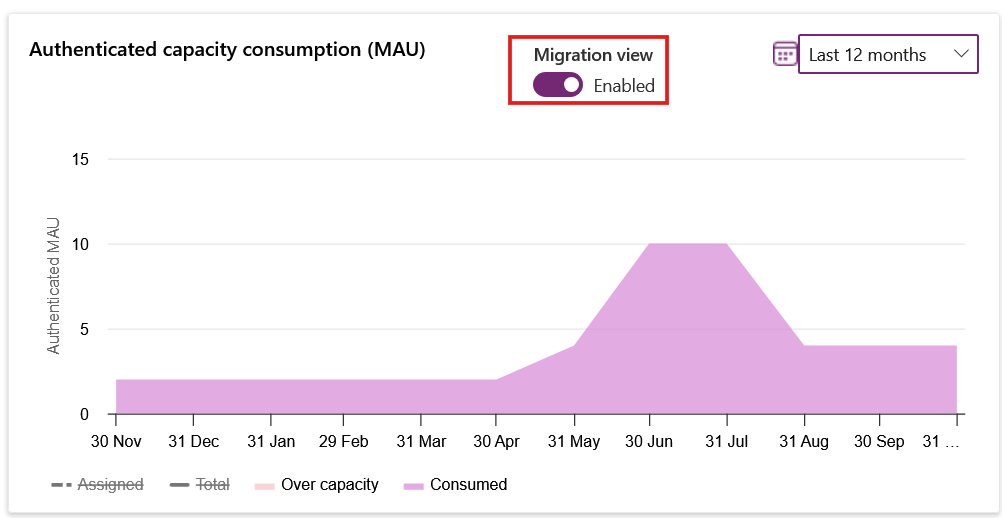 Authenticated capacity consumption (MAU)
Migration view
Enabled
Last 12 months
Authenticated MAU
15
10
5
0
30 Nov 31 Dec 31 Jan 29 Feb 31 Mar 30 Apr 31 May 30 Jun 31 Jul 31 Aug 30 Sep 31 ...
Assigned Total Over capacity Consumed